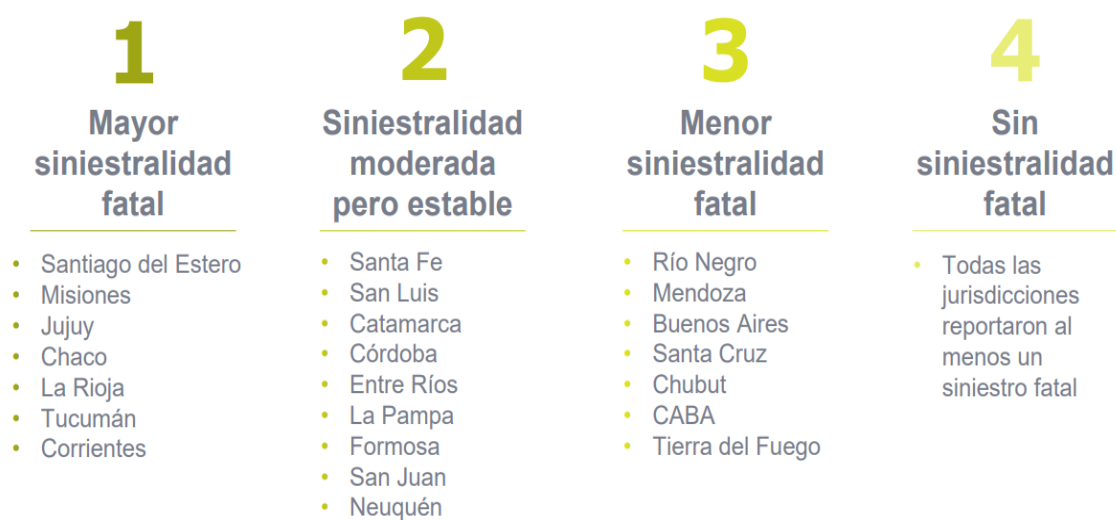 1
Mayor
siniestralidad
fatal
• Santiago del Estero
• Misiones
• Jujuy
• Chaco
• La Rioja
• Tucumán
• Corrientes
2
Siniestralidad
moderada
pero estable
• Santa Fe
• San Luis
• Catamarca
• Córdoba
• Entre Ríos
• La Pampa
• Formosa
• San Juan
• Neuquén
3
Menor
siniestralidad
fatal
• Río Negro
• Mendoza
• Buenos Aires
• Santa Cruz
• Chubut
• CABA
• Tierra del Fuego
4
Sin
siniestralidad
fatal
• Todas las
jurisdicciones
reportaron al
menos un
siniestro fatal